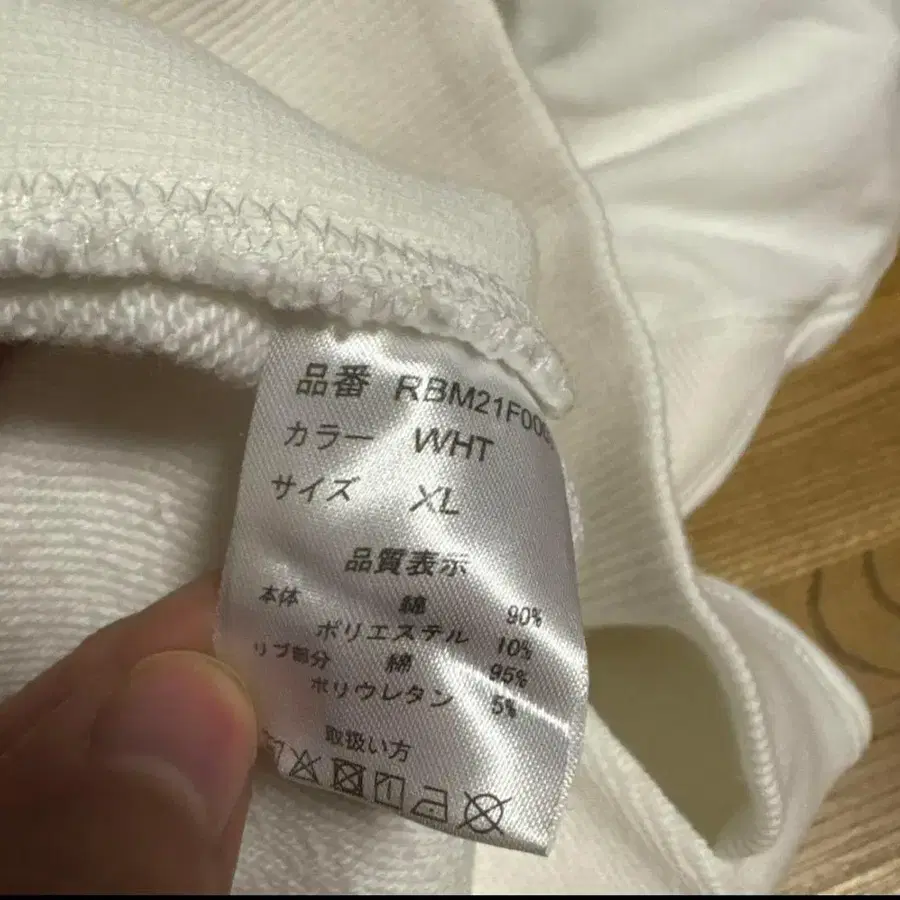 品番
カラー WHT
サイズ XL
品質表示
本体 綿 90%
ポリエステル 10%
リブ部分 綿 95%
ポリウレタン 5%
取扱い方